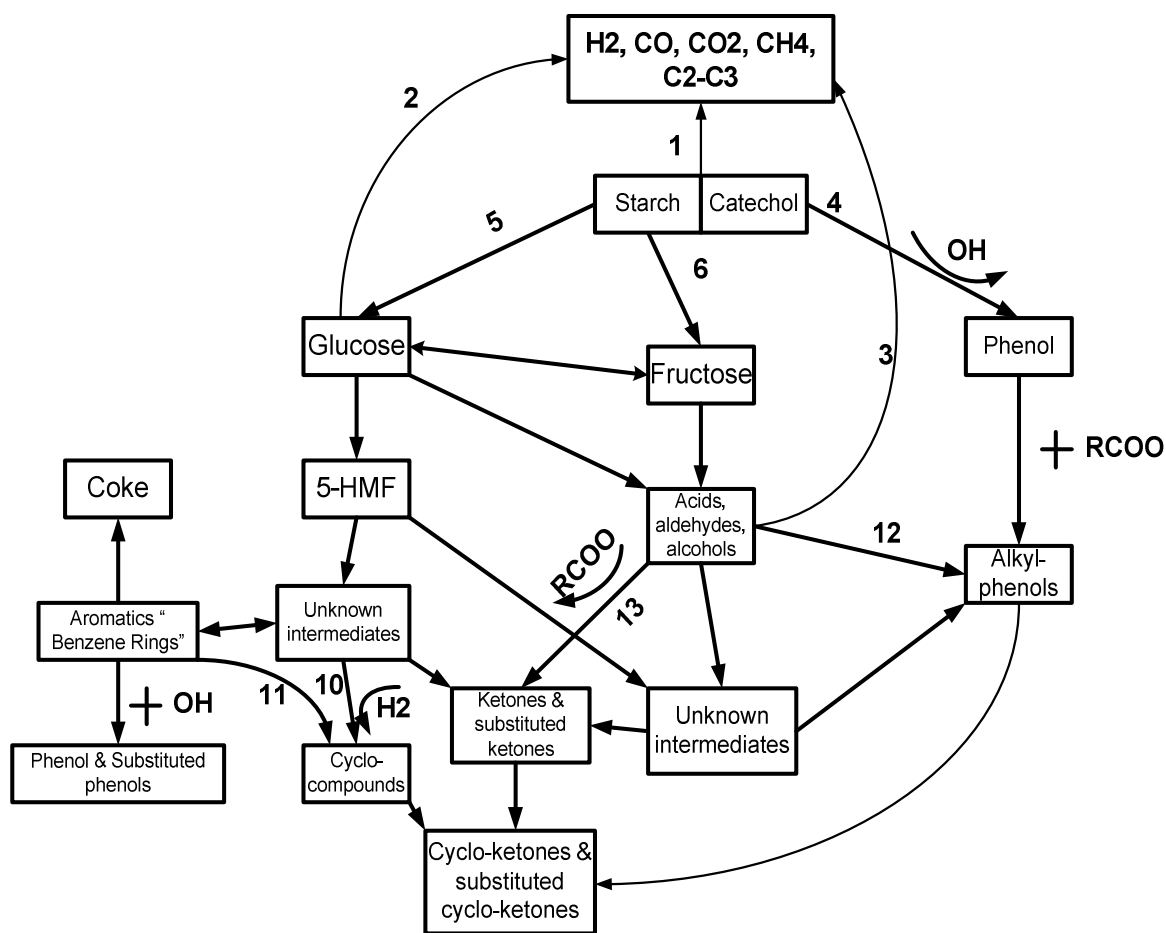 H2, CO, CO2, CH4,
C2-C3
2
1
Starch
Catechol
4
5
6
OH
3
Glucose
Fructose
Phenol
+ RCOO
Coke
5-HMF
Acids,
aldehydes,
alcohols
12
RCOO
13
Alkyl-
phenols
Aromatics “
Benzene Rings”
Unknown
intermediates
+ OH
11
10
H2
Ketones &
substituted
ketones
Unknown
intermediates
Phenol & Substituted
phenols
Cyclo-
compounds
Cyclo-ketones &
substituted
cyclo-ketones